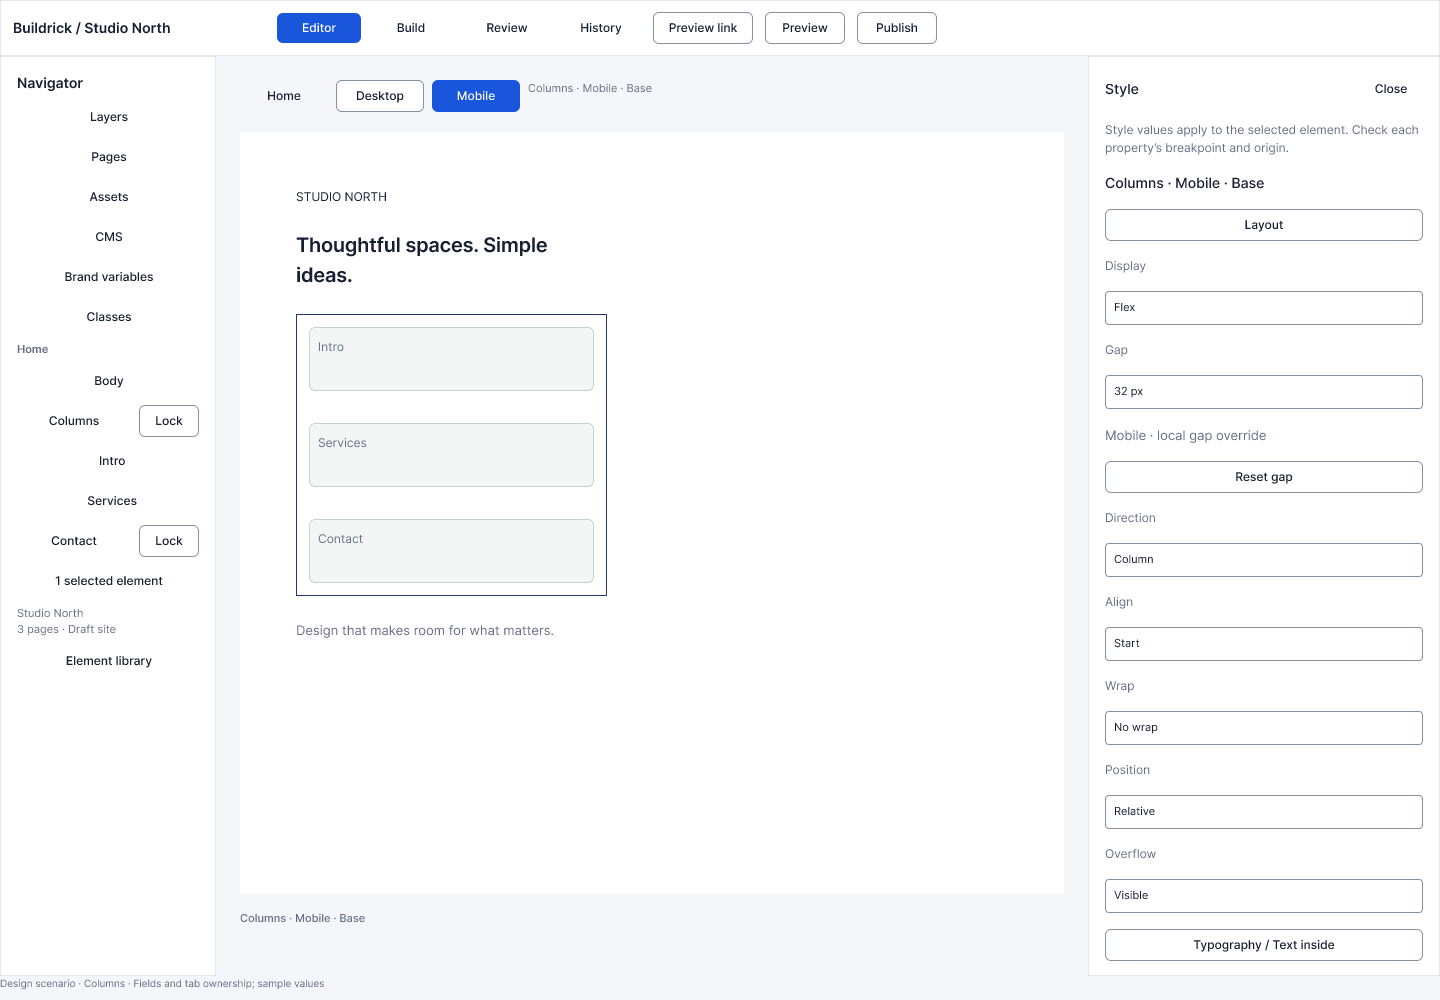 Buildrick / Studio North
Editor
Build
Review
History
Preview link
Preview
Publish
Navigator
Layers
Pages
Assets
CMS
Brand variables
Classes
Home
Body
Columns
Lock
Intro
Services
Contact
Lock
1 selected element
Studio North
3 pages · Draft site
Element library
Home
Desktop
Mobile
Columns · Mobile · Base
STUDIO NORTH
Thoughtful spaces. Simple
ideas.
Intro
Services
Contact
Design that makes room for what matters.
Columns · Mobile · Base
Style
Close
Style values apply to the selected element. Check each
property’s breakpoint and origin.
Columns · Mobile · Base
Layout
Display
Flex
Gap
32 px
Mobile · local gap override
Reset gap
Direction
Column
Align
Start
Wrap
No wrap
Position
Relative
Overflow
Visible
Typography / Text inside
Design scenario · Columns · Fields and tab ownership; sample values